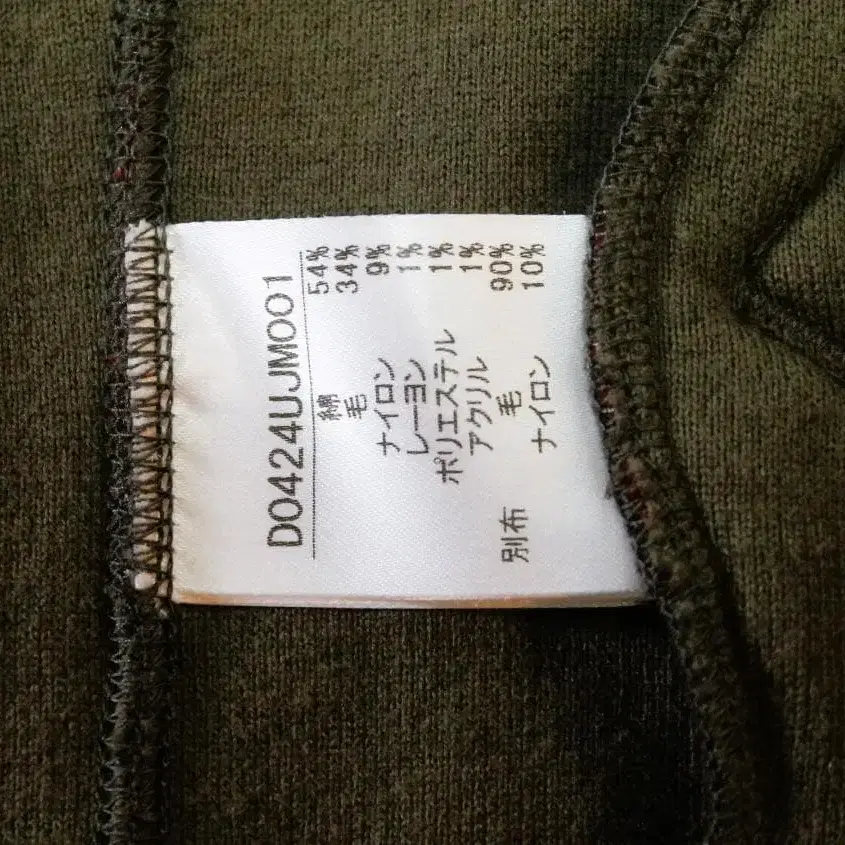 D0424UJM001
綿 54%
毛 34%
ナイロン 9%
レーヨン 1%
ポリエステル 1%
アクリル 1%
別布 毛 90%
ナイロン 10%